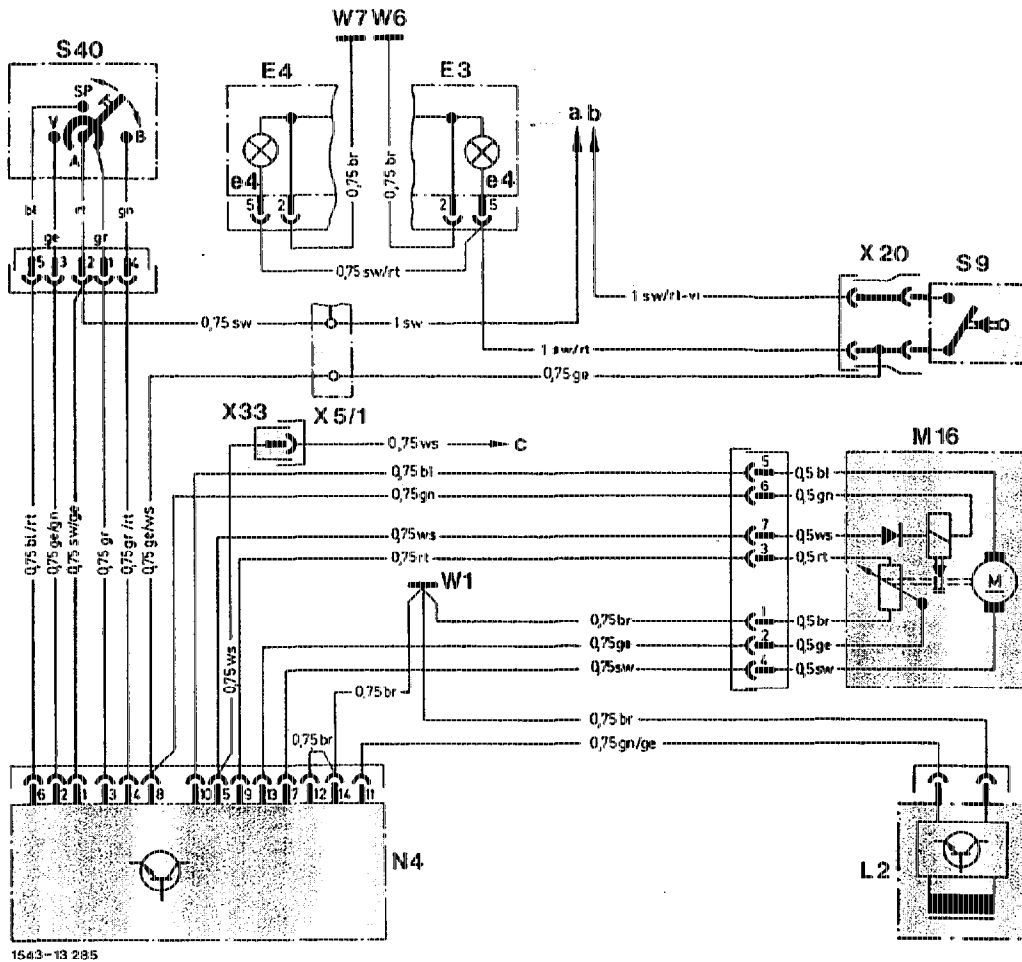 W7 W6
S40
E4
E3
SP
V
B
A
a b
e4
e4
5 2
2 5
0,75 br
0,75 br
bl
rt
gn
ge
gr
5 3 2 1 4
0,75 sw/rt
X 20
S 9
1 sw/rt-vi
0,75 sw
1 sw
1 sw/rt
0,75 ge
X33
X 5/1
0,75 ws
c
M 16
0,75 bl
5
0,5 bl
0,75 gn
6
0,5 gn
0,75 ws
7
0,5 ws
0,75 rt
3
0,5 rt
M
W1
0,75 br
1
0,5 br
0,75 ge
2
0,5 ge
0,75 sw
4
0,5 sw
0,75 bl/rt
0,75 ge/gn
0,75 sw/ge
0,75 gr
0,75 gr/rt
0,75 ge/ws
0,75 ws
0,75 br
0,75 br
0,75 br
0,75 gn/ge
6 2 1 3 4 8 10 5 9 13 7 12 14 11
N4
L2
1543-13 285